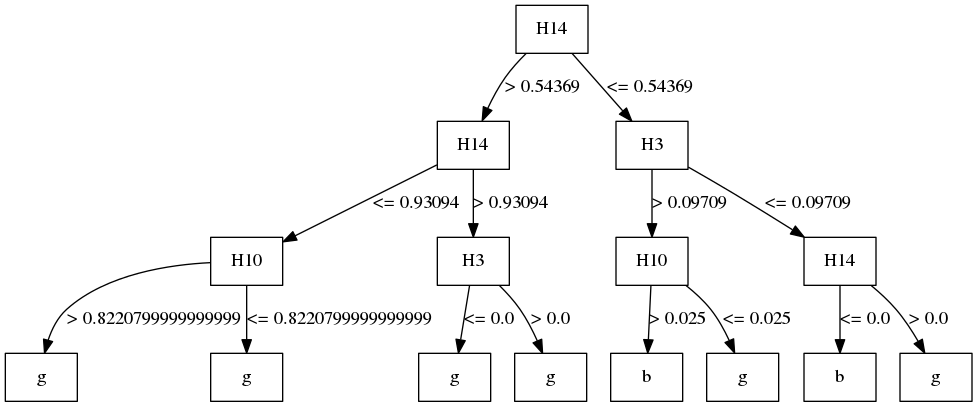 H14
> 0.54369 <= 0.54369
H14 H3
<= 0.93094 > 0.93094 > 0.09709 <= 0.09709
H10 H3 H10 H14
> 0.8220799999999999 <= 0.8220799999999999 <= 0.0 > 0.0 > 0.025 <= 0.025 <= 0.0 > 0.0
g g g g b g b g